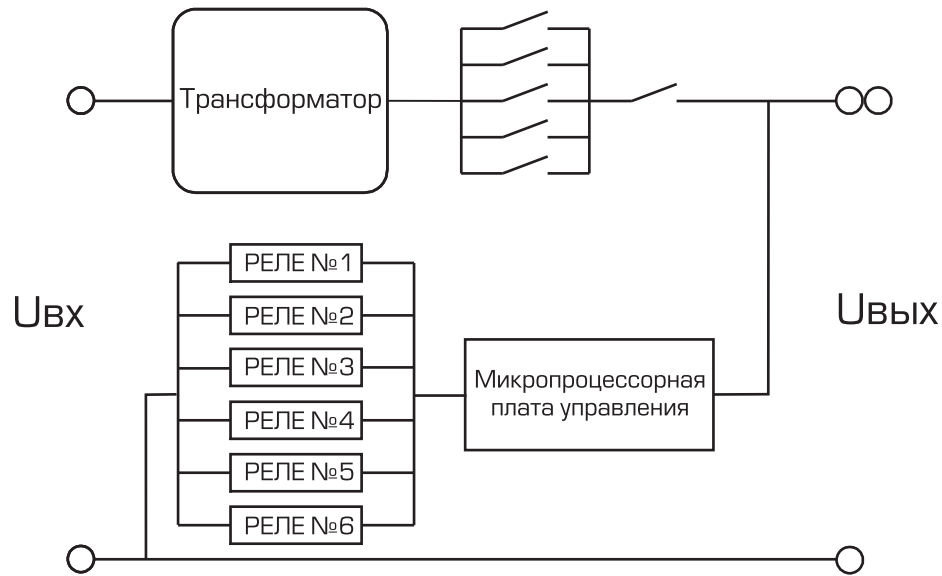 Трансформатор
РЕЛЕ №1
Uвх
Uвых
РЕЛЕ №2
РЕЛЕ №3
Микропроцессорная
плата управления
РЕЛЕ №4
РЕЛЕ №5
РЕЛЕ №6